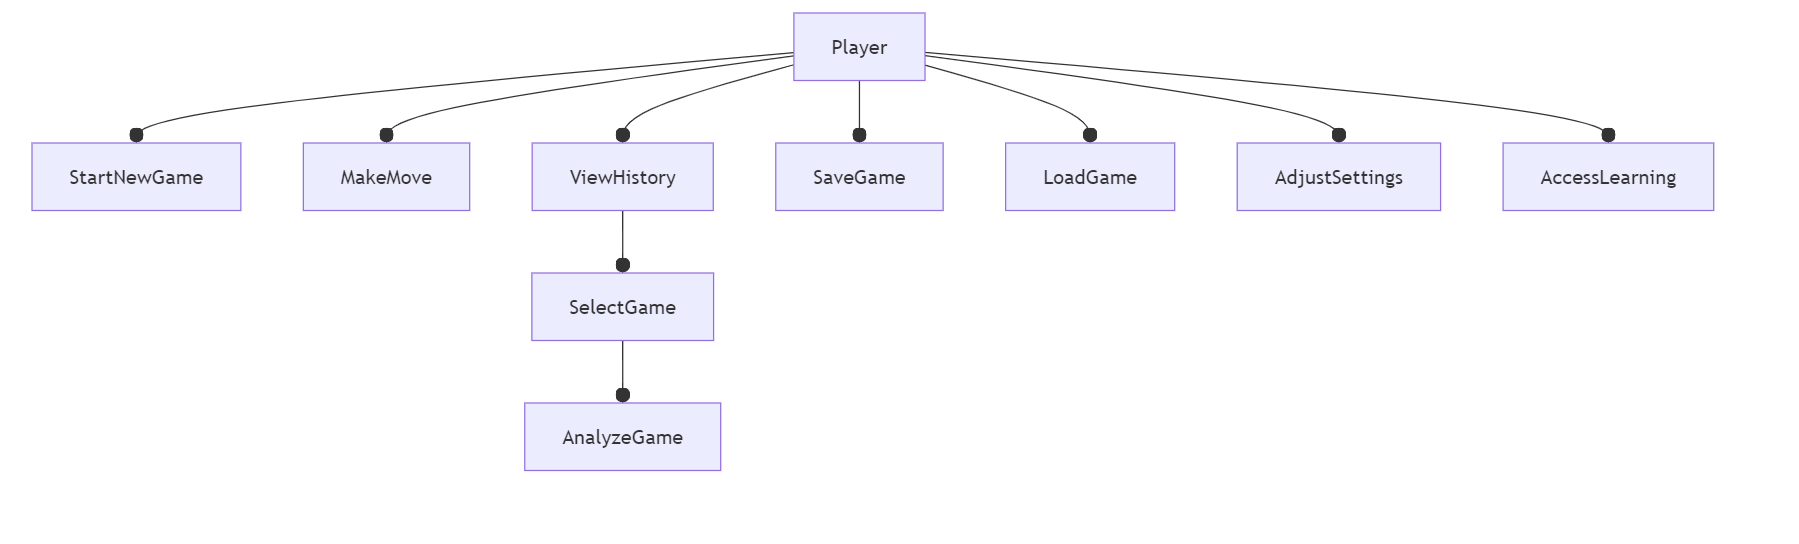 Player
StartNewGame
MakeMove
ViewHistory
SaveGame
LoadGame
AdjustSettings
AccessLearning
SelectGame
AnalyzeGame